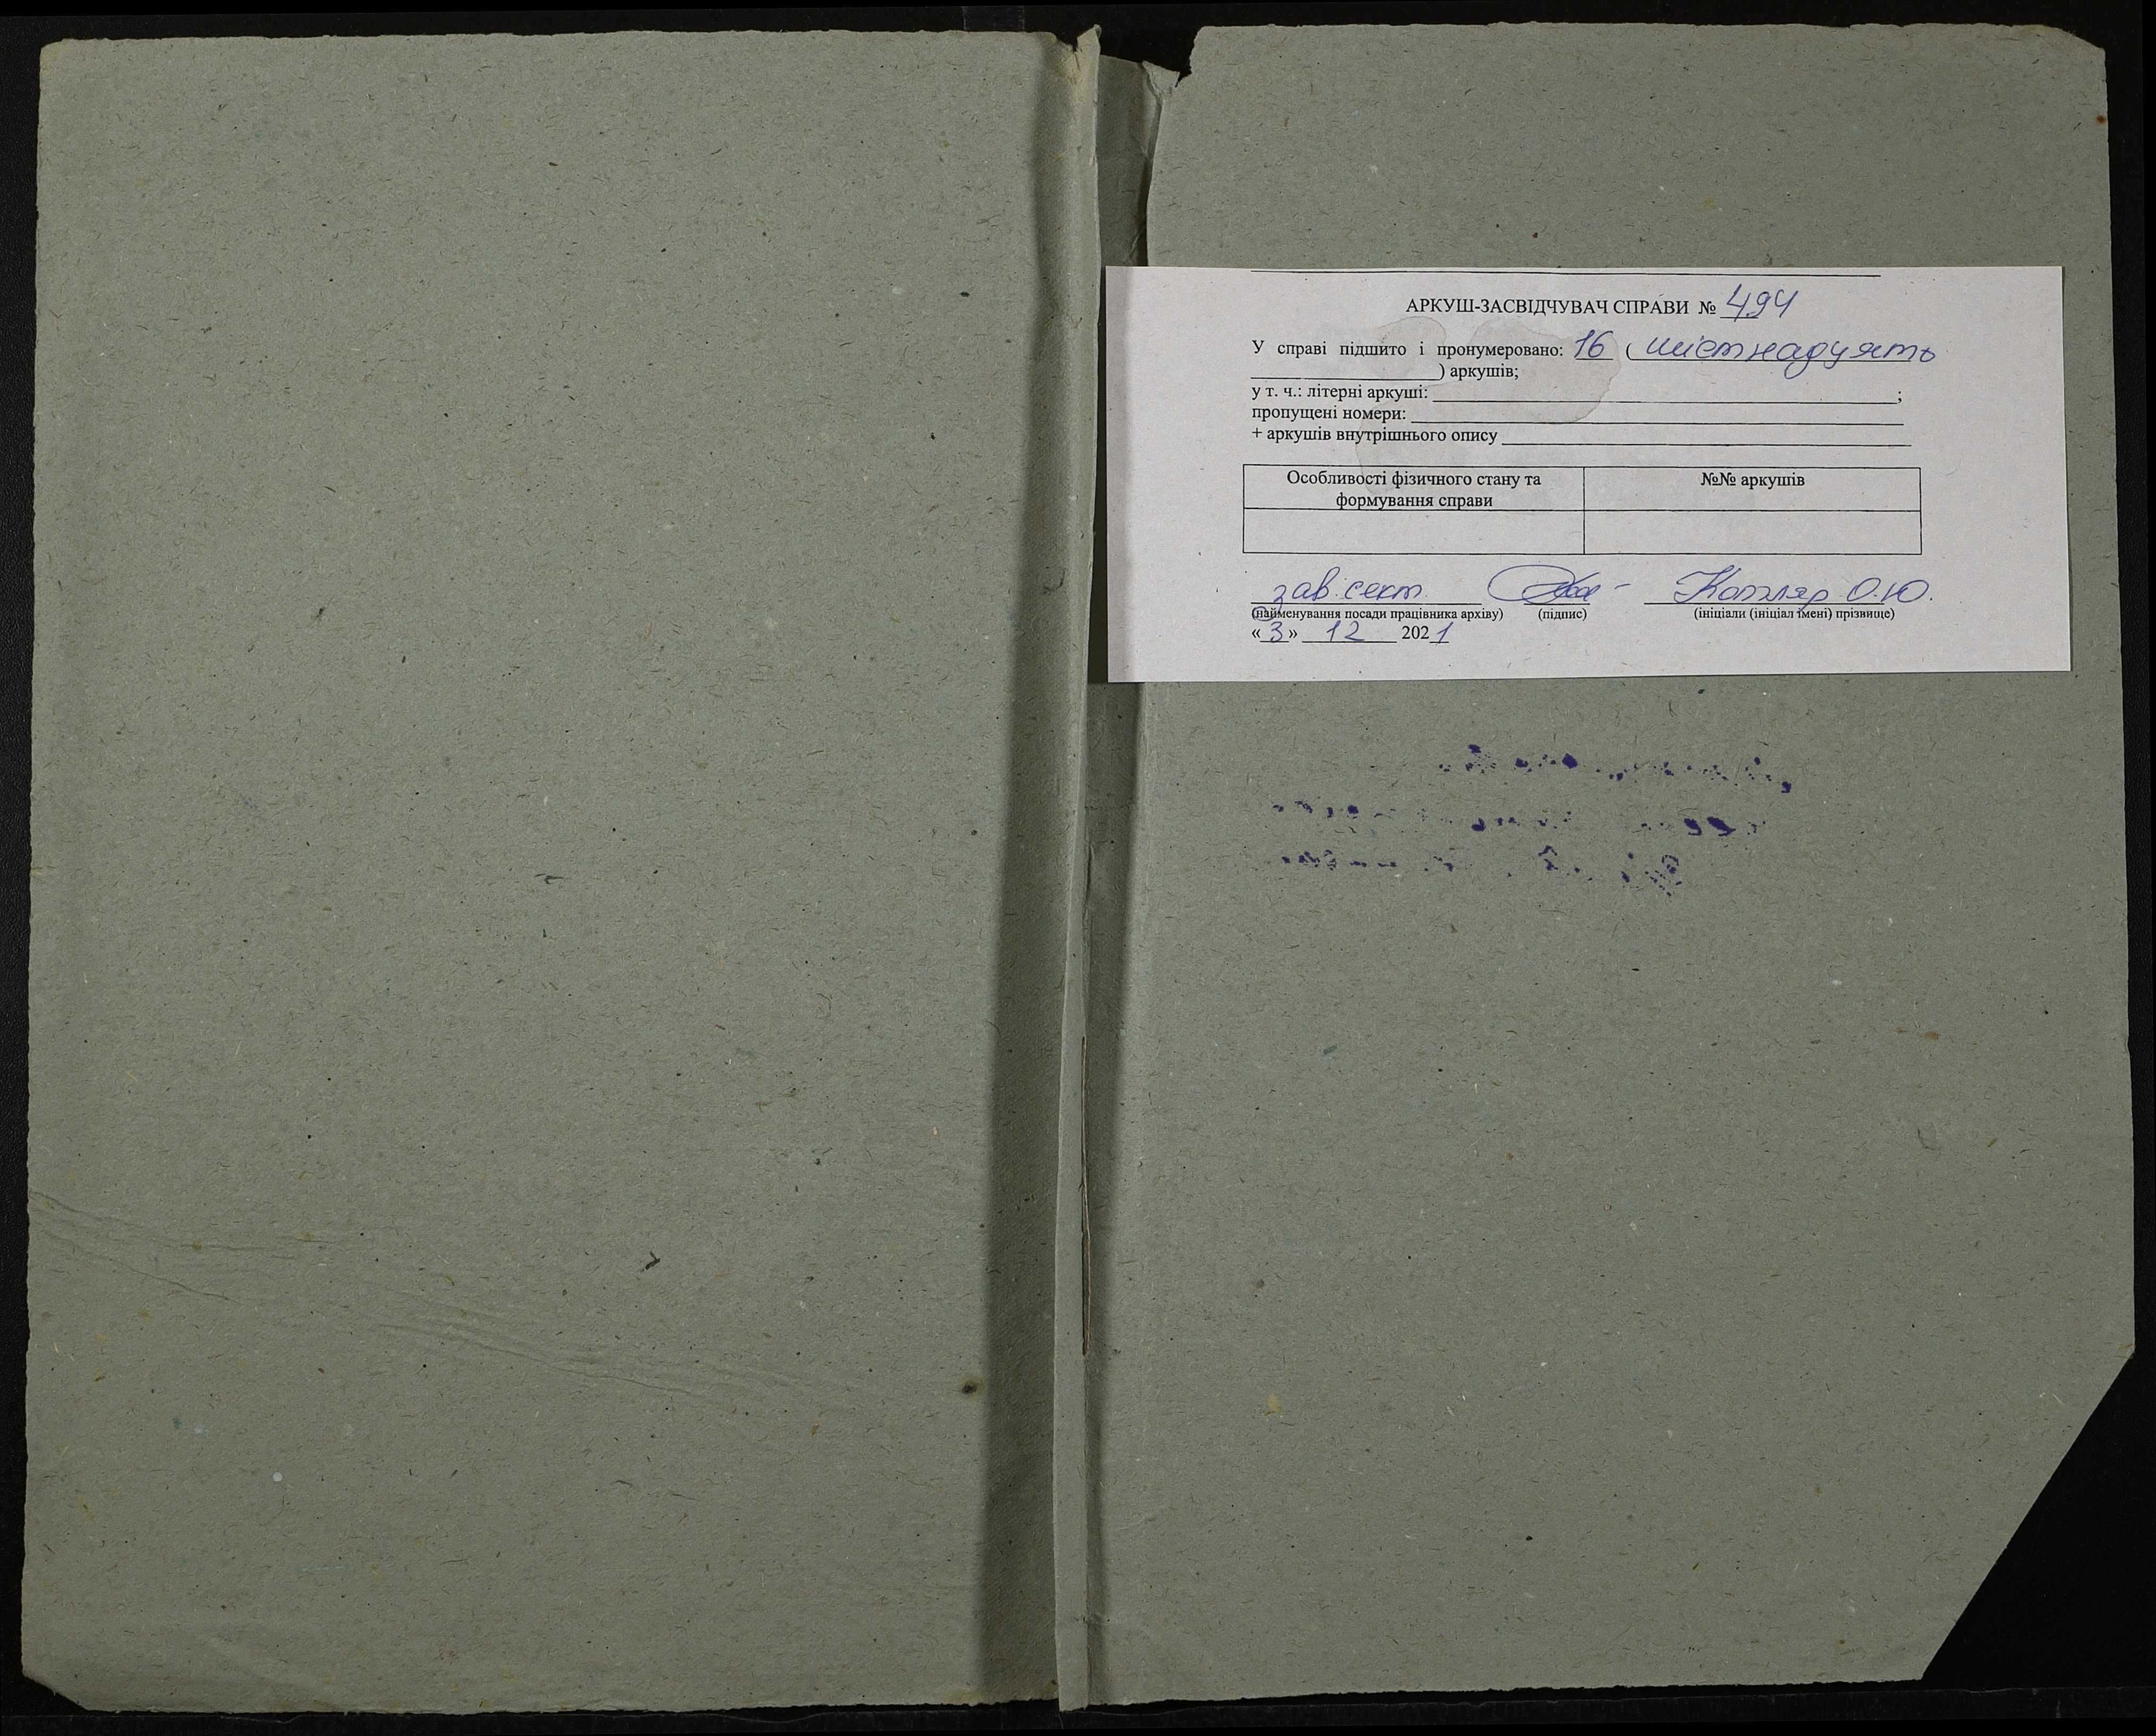 АРКУШ-ЗАСВІДЧУВАЧ СПРАВИ № 494
У справі підшито і пронумеровано: 16 ( шістнадцять
) аркушів;
у т. ч.: літерні аркуші: ;
пропущені номери:
+ аркушів внутрішнього опису
Особливості фізичного стану та
формування справи
№№ аркушів
зав. сект. Котляр О.Ю.
(найменування посади працівника архіву) (підпис) (ініціали (ініціал імені) прізвище)
« 3 » 12 2021